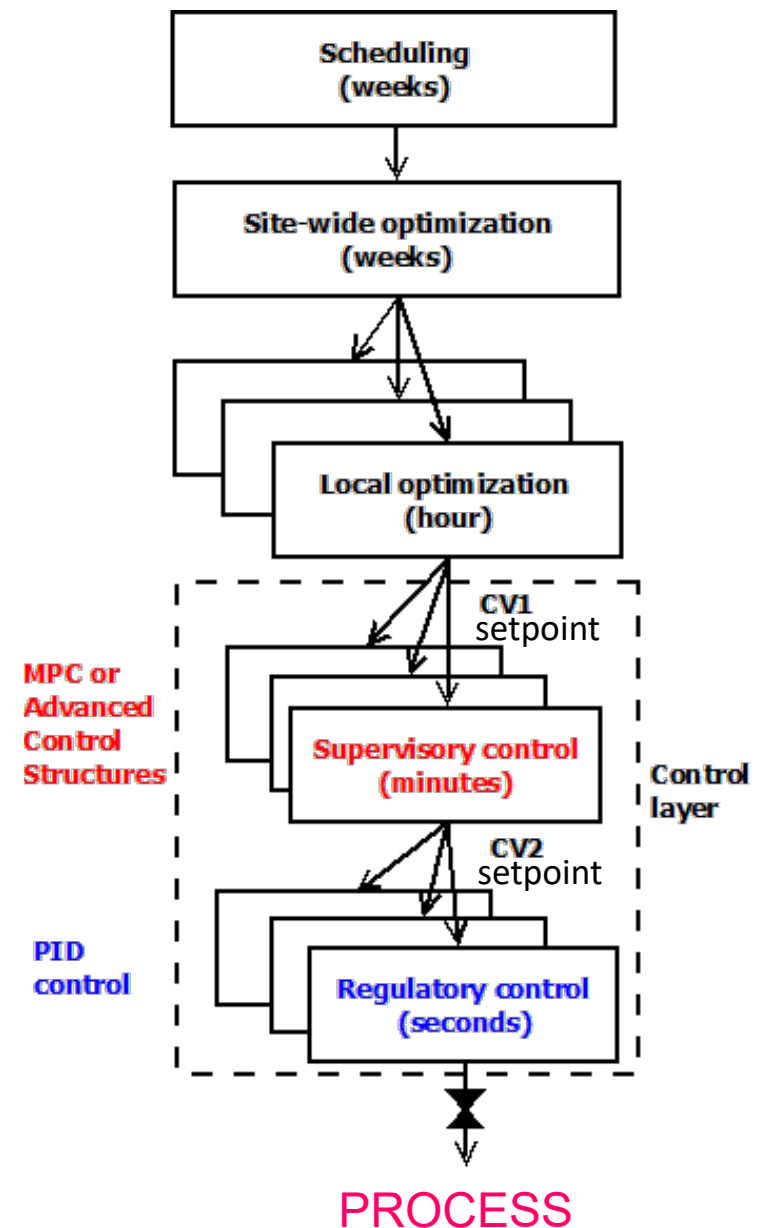 Scheduling
(weeks)
Site-wide optimization
(weeks)
Local optimization
(hour)
CV1
setpoint
MPC or
Advanced
Control
Structures
Supervisory control
(minutes)
Control
layer
CV2
setpoint
PID
control
Regulatory control
(seconds)
PROCESS